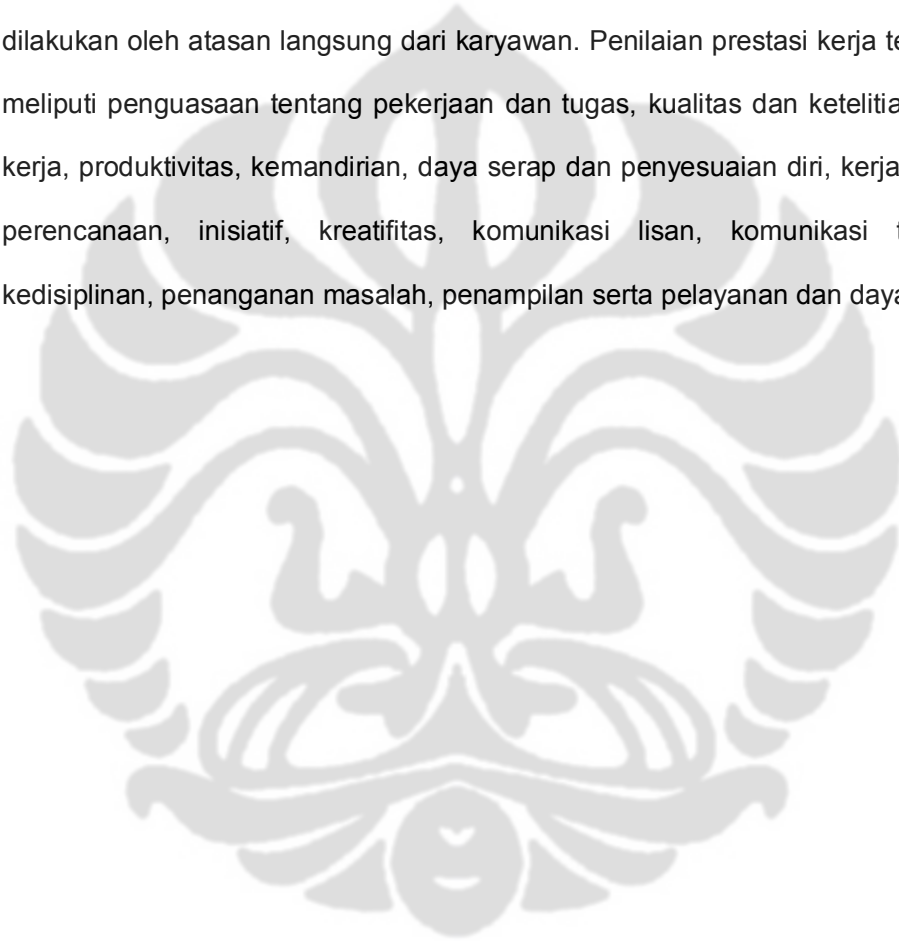 dilakukan oleh atasan langsung dari karyawan. Penilaian prestasi kerja
meliputi penguasaan tentang pekerjaan dan tugas, kualitas dan
kerja, produktivitas, kemandirian, daya serap dan penyesuaian diri,
perencanaan, inisiatif, kreatifitas, komunikasi lisan, komunikasi
kedisiplinan, penanganan masalah, penampilan serta pelayanan dan